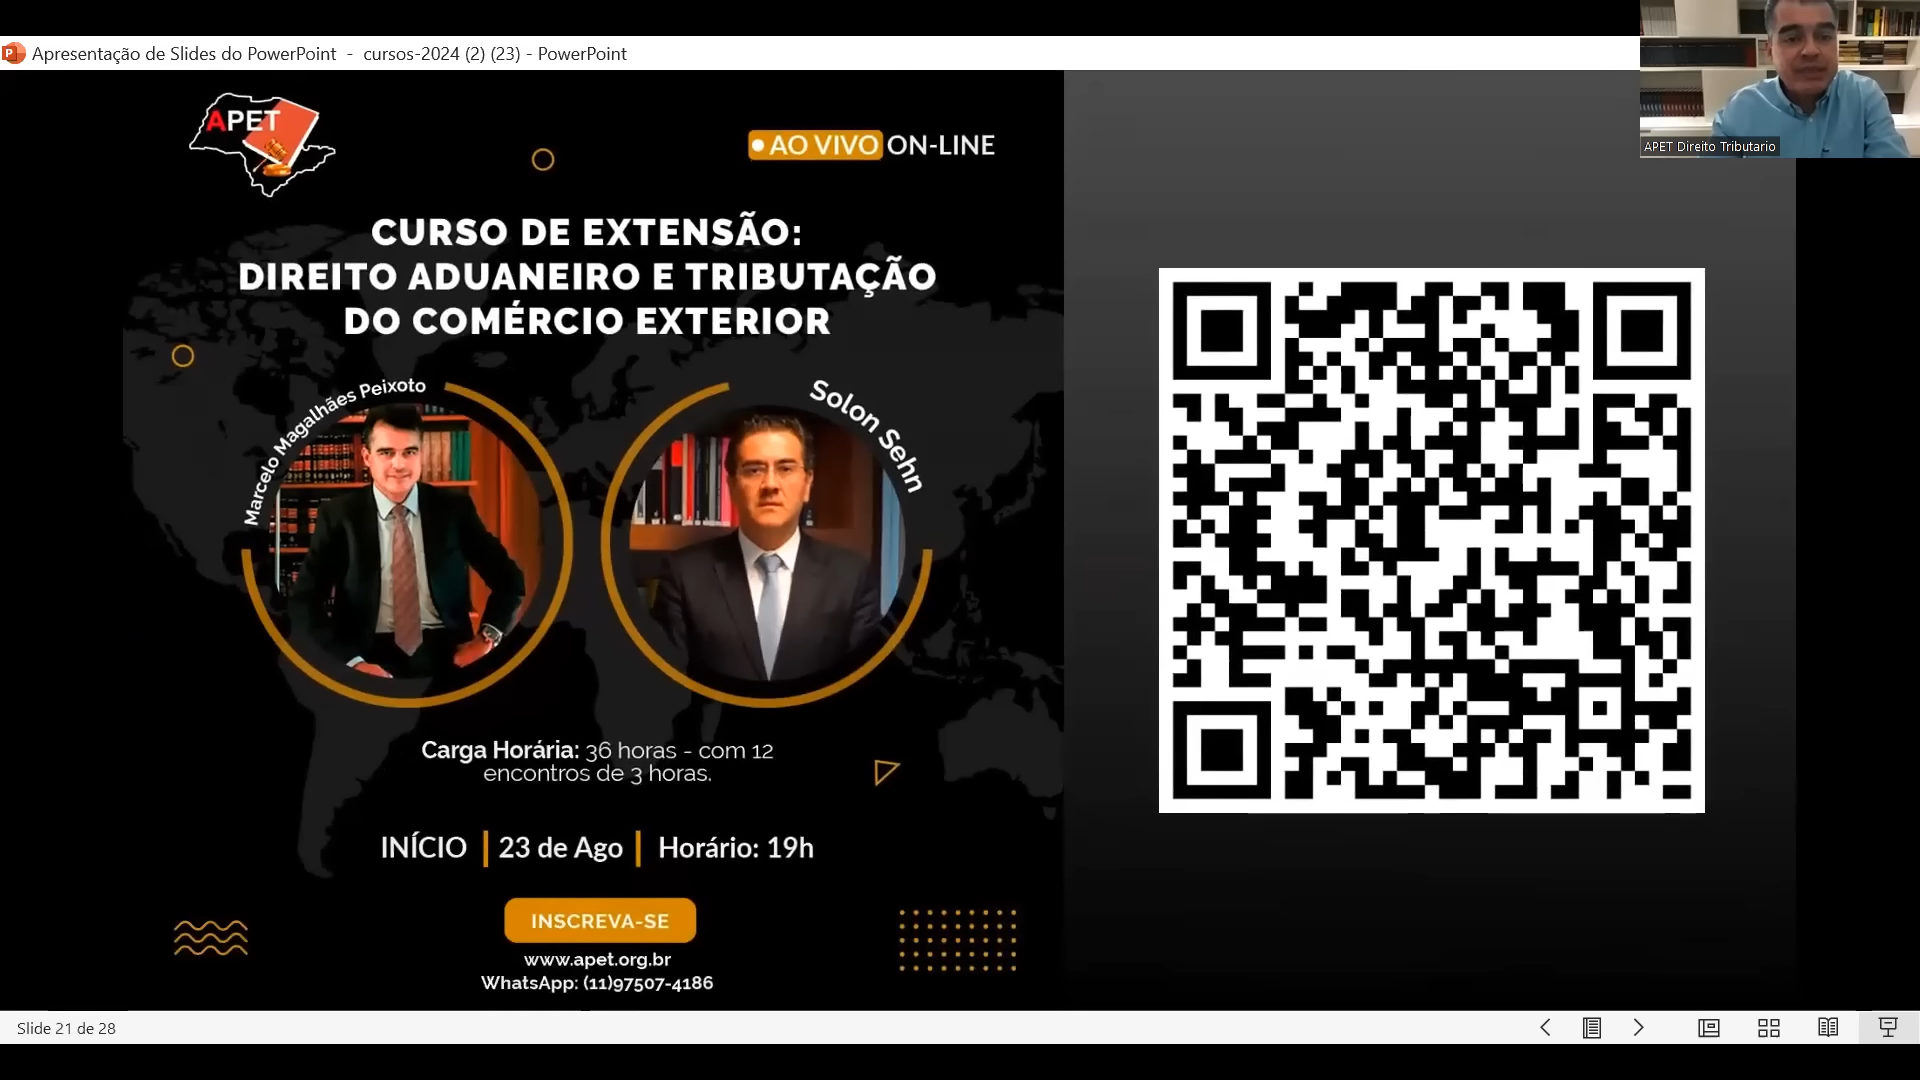 Apresentação de Slides do PowerPoint - cursos-2024 (2) (23) - PowerPoint
APET Direito Tributario
APET
AO VIVO ON-LINE
CURSO DE EXTENSÃO:
DIREITO ADUANEIRO E TRIBUTAÇÃO
DO COMÉRCIO EXTERIOR
Marcelo Magalhães Peixoto
Solon Sehn
Carga Horária: 36 horas - com 12
encontros de 3 horas.
INÍCIO | 23 de Ago | Horário: 19h
INSCREVA-SE
www.apet.org.br
WhatsApp: (11)97507-4186
Slide 21 de 28